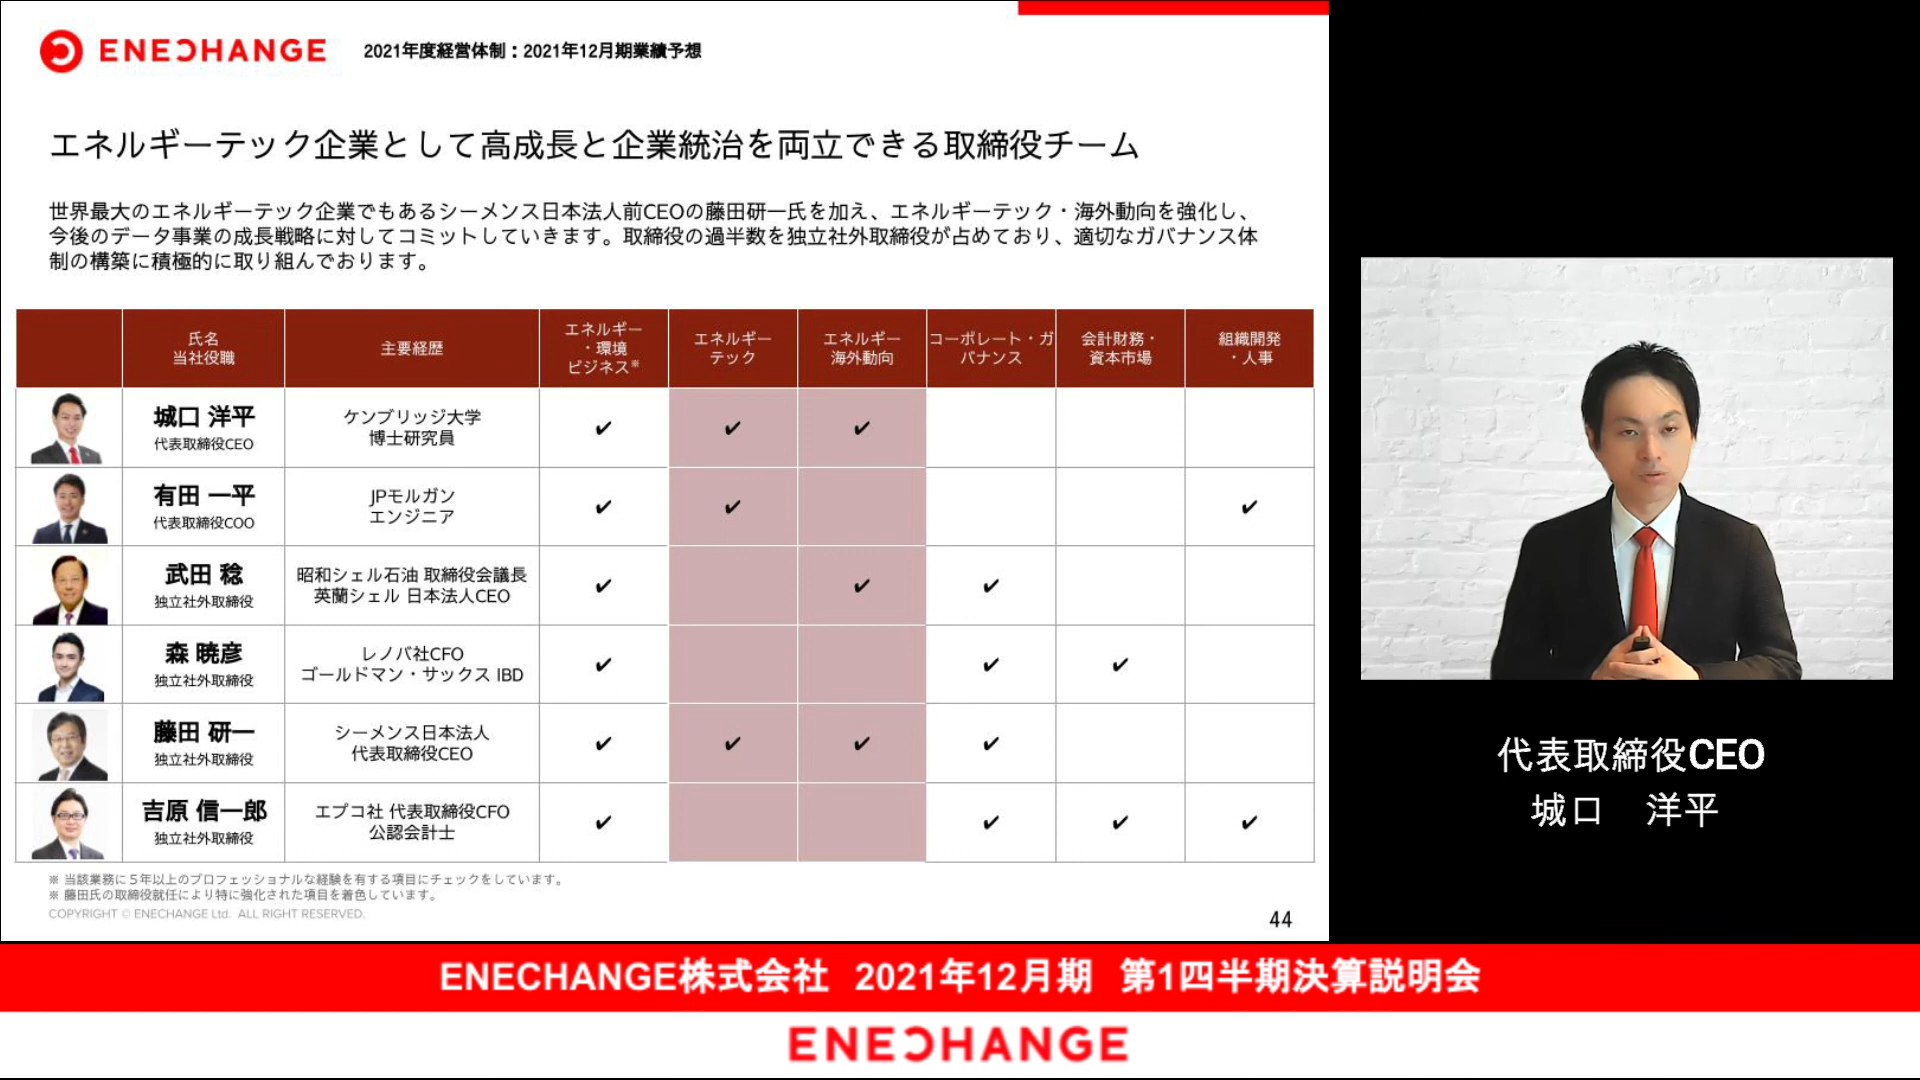 ENECHANGE
2021年度経営体制：2021年12月期業績予想
エネルギーテック企業として高成長と企業統治を両立できる取締役チーム
世界最大のエネルギーテック企業でもあるシーメンス日本法人前CEOの藤田研一氏を加え、エネルギーテック・海外動向を強化し、
今後のデータ事業の成長戦略に対してコミットしていきます。取締役の過半数を独立社外取締役が占めており、適切なガバナンス体
制の構築に積極的に取り組んでおります。
氏名
当社役職
主要経歴
エネルギー
・環境
ビジネス※
エネルギー
テック
エネルギー
海外動向
コーポレート・ガ
バナンス
会計財務・
資本市場
組織開発
・人事
城口 洋平
代表取締役CEO
ケンブリッジ大学
博士研究員
✔ ✔ ✔
有田 一平
代表取締役COO
JPモルガン
エンジニア
✔ ✔ ✔
武田 稔
独立社外取締役
昭和シェル石油 取締役会議長
英蘭シェル 日本法人CEO
✔ ✔ ✔
森 暁彦
独立社外取締役
レノバ社CFO
ゴールドマン・サックス IBD
✔ ✔ ✔
藤田 研一
独立社外取締役
シーメンス日本法人
代表取締役CEO
✔ ✔ ✔ ✔
吉原 信一郎
独立社外取締役
エプコ社 代表取締役CFO
公認会計士
✔ ✔ ✔ ✔
※ 当該業務に５年以上のプロフェッショナルな経験を有する項目にチェックをしています。
※ 藤田氏の取締役就任により特に強化された項目を着色しています。
COPYRIGHT © ENECHANGE Ltd. ALL RIGHT RESERVED.
44
代表取締役CEO
城口　洋平
ENECHANGE株式会社 2021年12月期 第1四半期決算説明会
ENECHANGE